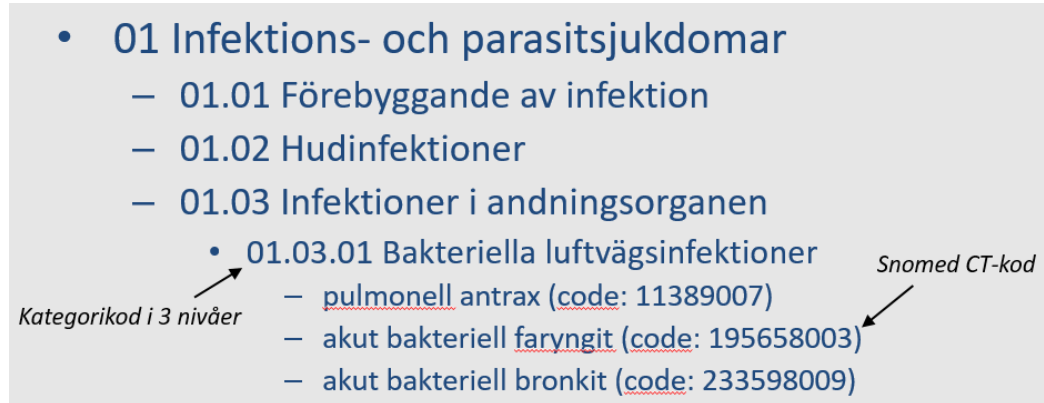 • 01 Infektions- och parasitsjukdomar
– 01.01 Förebyggande av infektion
– 01.02 Hudinfektioner
– 01.03 Infektioner i andningsorganen
• 01.03.01 Bakteriella luftvägsinfektioner
Snomed CT-kod
– pulmonell antrax (code: 11389007)
Kategorikod i 3 nivåer
– akut bakteriell faryngit (code: 195658003)
– akut bakteriell bronkit (code: 233598009)